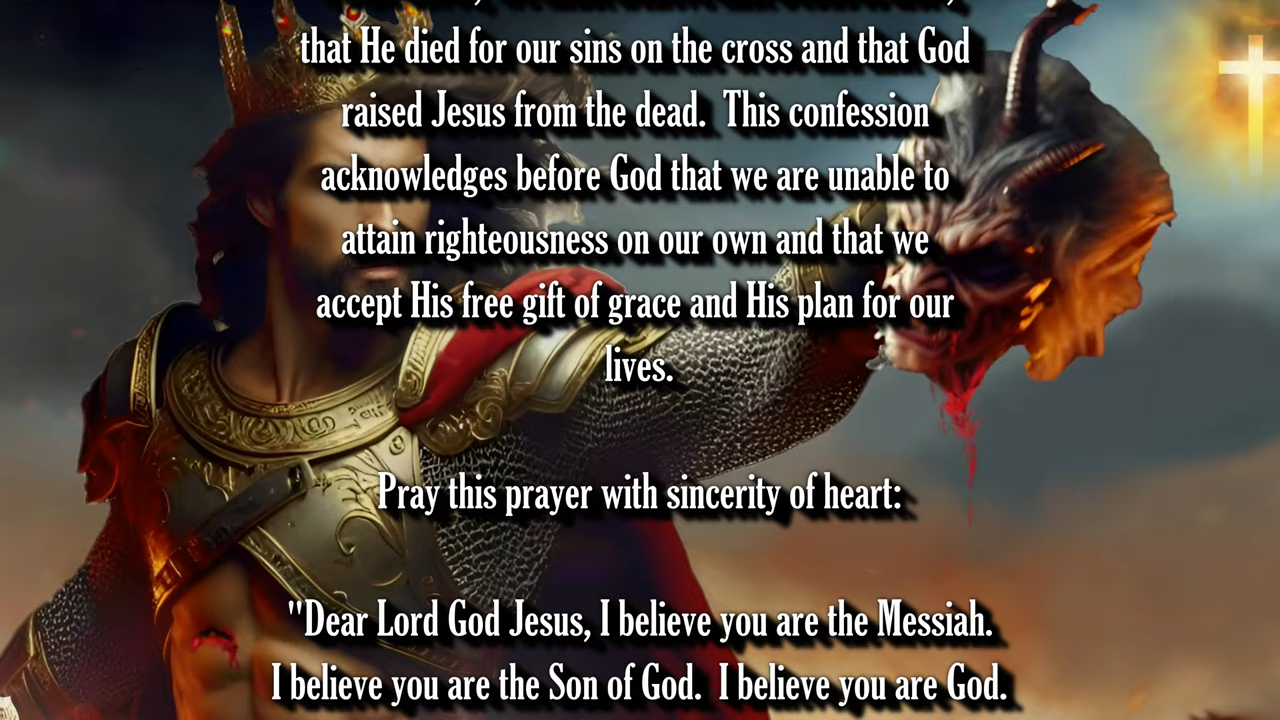 that He died for our sins on the cross and that God
raised Jesus from the dead.  This confession
acknowledges before God that we are unable to
attain righteousness on our own and that we
accept His free gift of grace and His plan for our
lives.
Pray this prayer with sincerity of heart:
"Dear Lord God Jesus, I believe you are the Messiah.
I believe you are the Son of God.  I believe you are God.